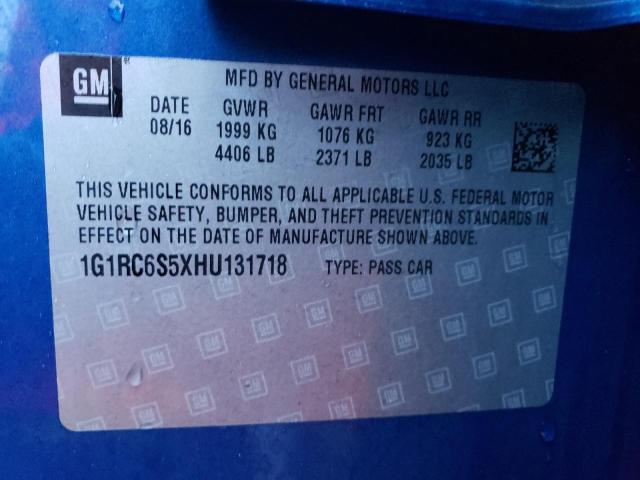 GM
MFD BY GENERAL MOTORS LLC
DATE GVWR GAWR FRT GAWR RR
08/16 1999 KG 1076 KG 923 KG
4406 LB 2371 LB 2035 LB
THIS VEHICLE CONFORMS TO ALL APPLICABLE U.S. FEDERAL MOTOR
VEHICLE SAFETY, BUMPER, AND THEFT PREVENTION STANDARDS IN
EFFECT ON THE DATE OF MANUFACTURE SHOWN ABOVE.
1G1RC6S5XHU131718 TYPE: PASS CAR